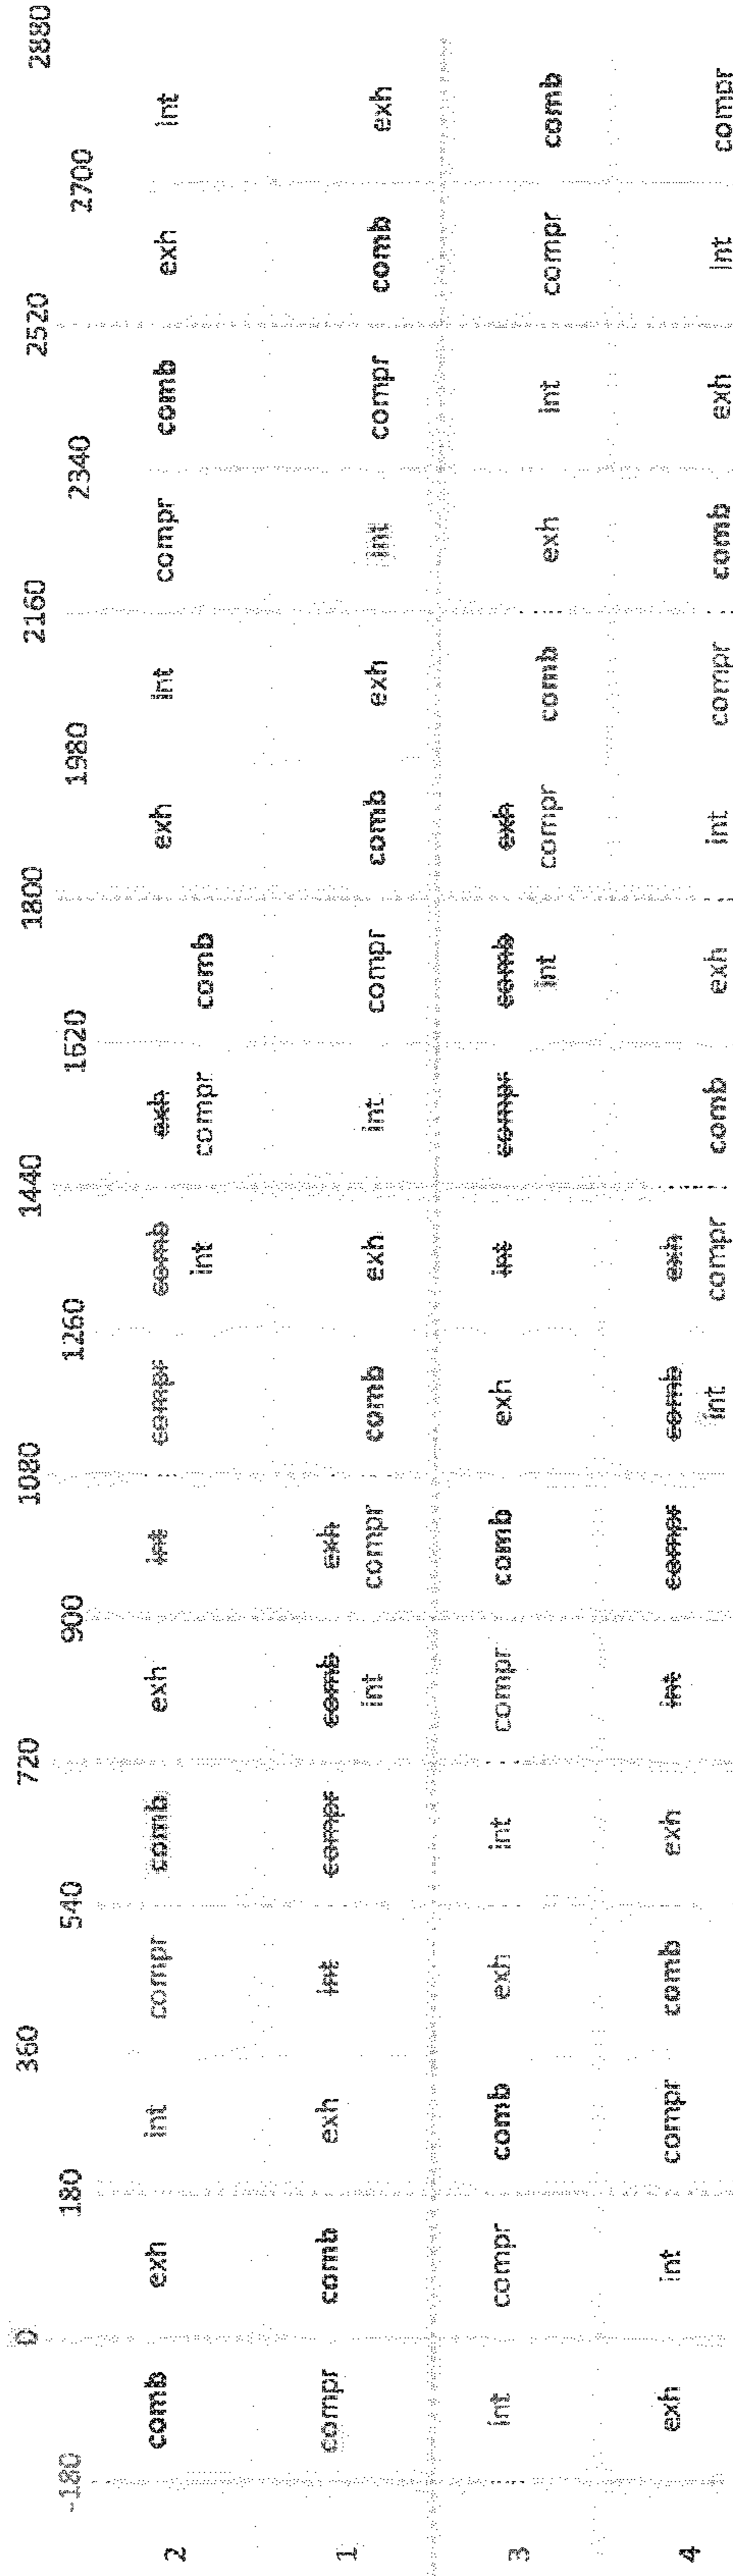 -180 0 180 360 540 720 900 1080 1260 1440 1620 1800 1980 2160 2340 2520 2700 2880
2 comb exh int compr comb exh int compr comb exh exh int compr comb exh int
int compr comb
1 compr comb exh int compr comb exh
int compr comb exh int compr comb exh int compr comb exh
3 int compr comb exh int compr comb exh int compr comb exh
int compr comb exh int compr comb
4 exh int compr comb exh int compr comb exh
int compr comb exh int compr comb exh int compr